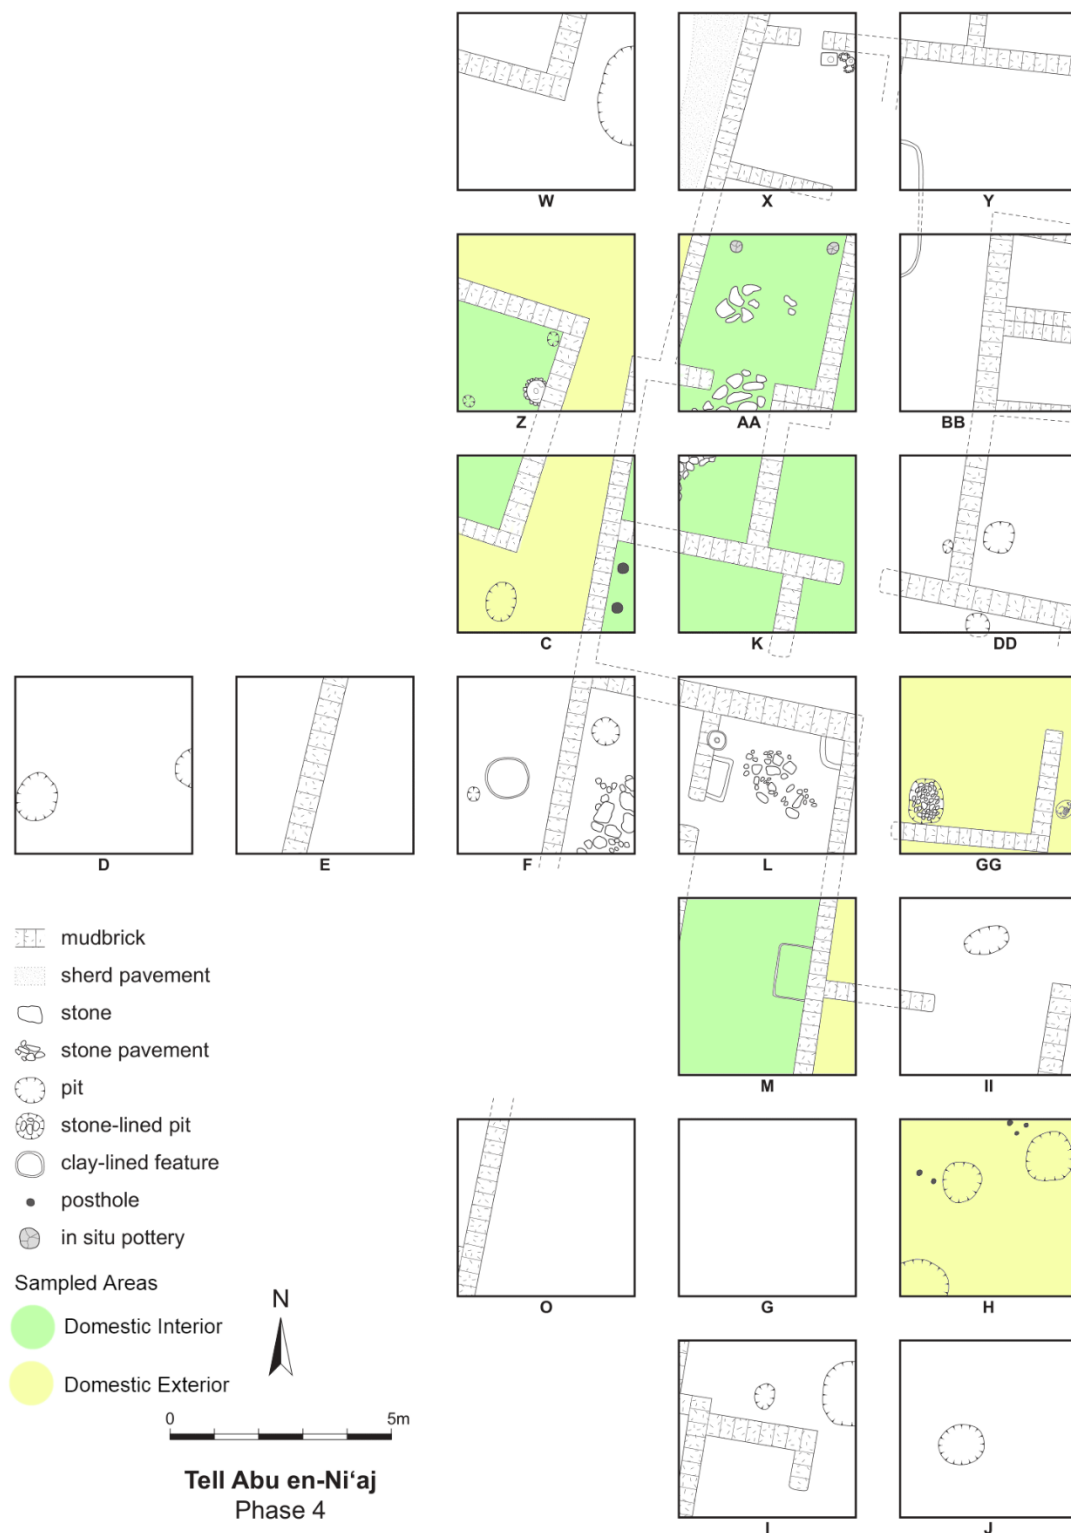 W
X
Y
Z
AA
BB
C
K
DD
D
E
F
L
GG
mudbrick
sherd pavement
stone
stone pavement
pit
stone-lined pit
clay-lined feature
posthole
in situ pottery
M
II
Sampled Areas
Domestic Interior
Domestic Exterior
N
O
G
H
0 5m
Tell Abu en-Ni‘aj
Phase 4
I
J